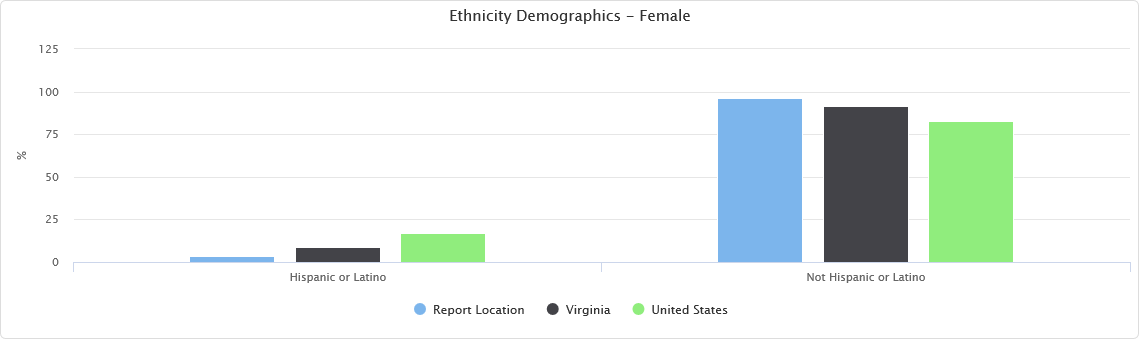 Ethnicity Demographics - Female
125
100
75
50
25
0
%
Hispanic or Latino
Not Hispanic or Latino
Report Location
Virginia
United States